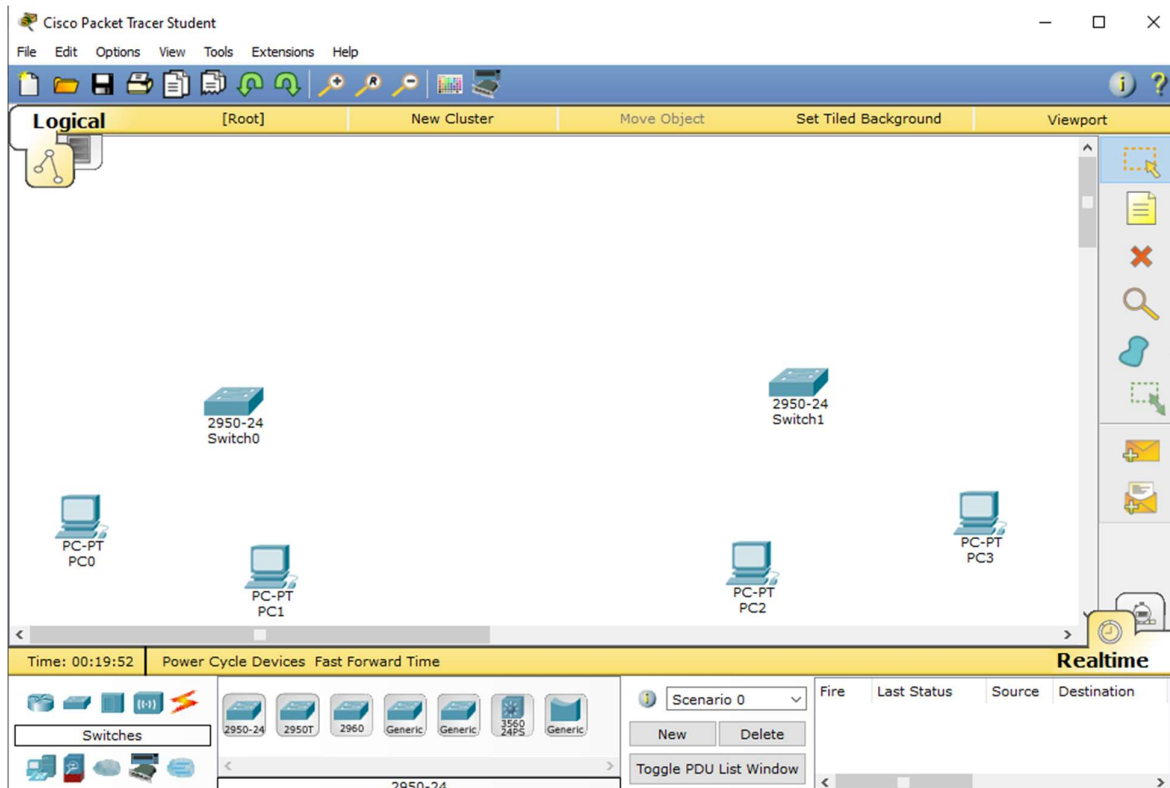 Cisco Packet Tracer Student
File Edit Options View Tools Extensions Help
Logical [Root] New Cluster Move Object Set Tiled Background Viewport
2950-24
Switch0
2950-24
Switch1
PC-PT
PC0
PC-PT
PC1
PC-PT
PC2
PC-PT
PC3
Time: 00:19:52 Power Cycle Devices Fast Forward Time Realtime
Switches
2950-24 2950T 2960 Generic Generic 3560 24PS Generic
2950-24
Scenario 0
New Delete
Toggle PDU List Window
Fire Last Status Source Destination